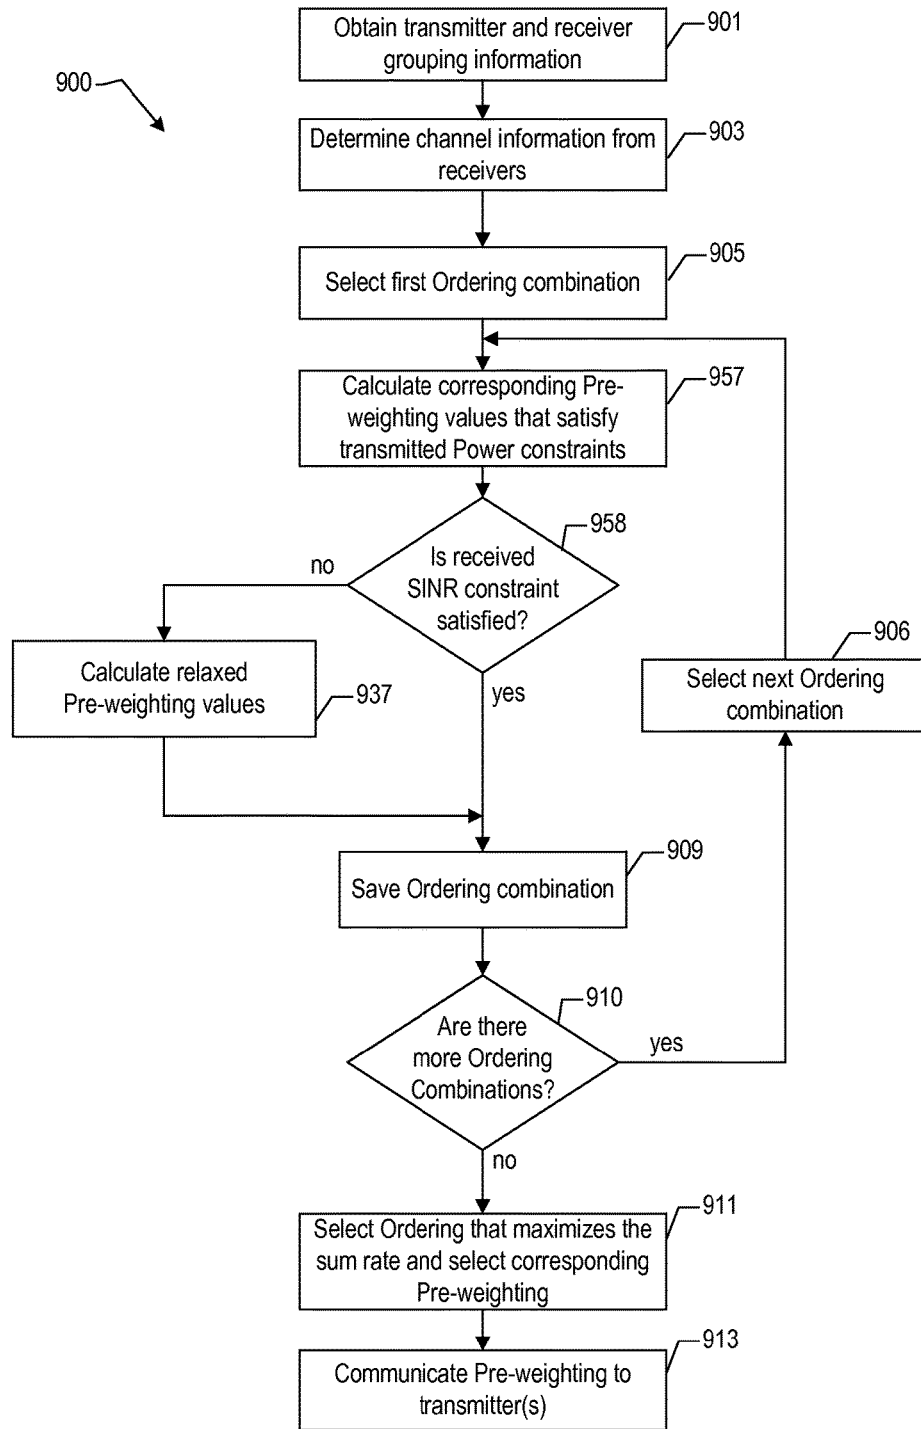 Obtain transmitter and receiver
grouping information
901
900
Determine channel information from
receivers
903
Select first Ordering combination
905
Calculate corresponding Pre-
weighting values that satisfy
transmitted Power constraints
957
Is received
SINR constraint
satisfied?
958
no
yes
Calculate relaxed
Pre-weighting values
937
906
Select next Ordering
combination
Save Ordering combination
909
Are there
more Ordering
Combinations?
910
yes
no
Select Ordering that maximizes the
sum rate and select corresponding
Pre-weighting
911
Communicate Pre-weighting to
transmitter(s)
913